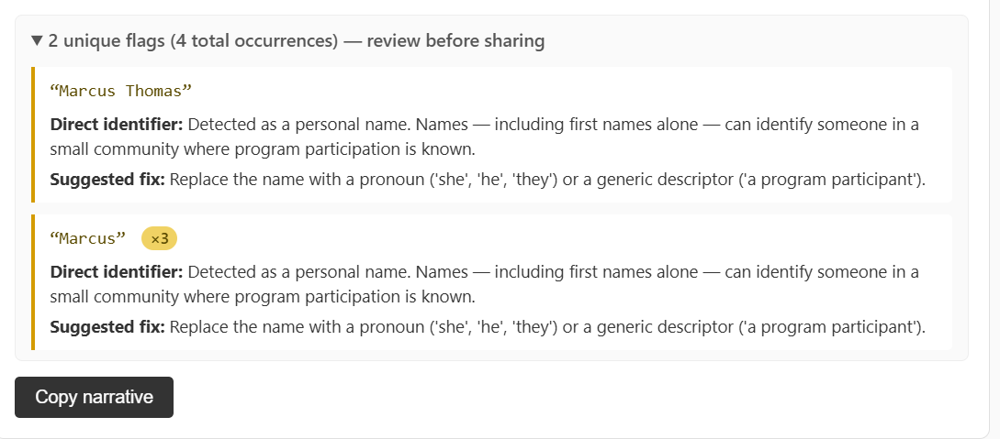 ▼ 2 unique flags (4 total occurrences) — review before sharing
“Marcus Thomas”
Direct identifier: Detected as a personal name. Names — including first names alone — can identify someone in a
small community where program participation is known.
Suggested fix: Replace the name with a pronoun ('she', 'he', 'they') or a generic descriptor ('a program participant').
“Marcus” ×3
Direct identifier: Detected as a personal name. Names — including first names alone — can identify someone in a
small community where program participation is known.
Suggested fix: Replace the name with a pronoun ('she', 'he', 'they') or a generic descriptor ('a program participant').
Copy narrative